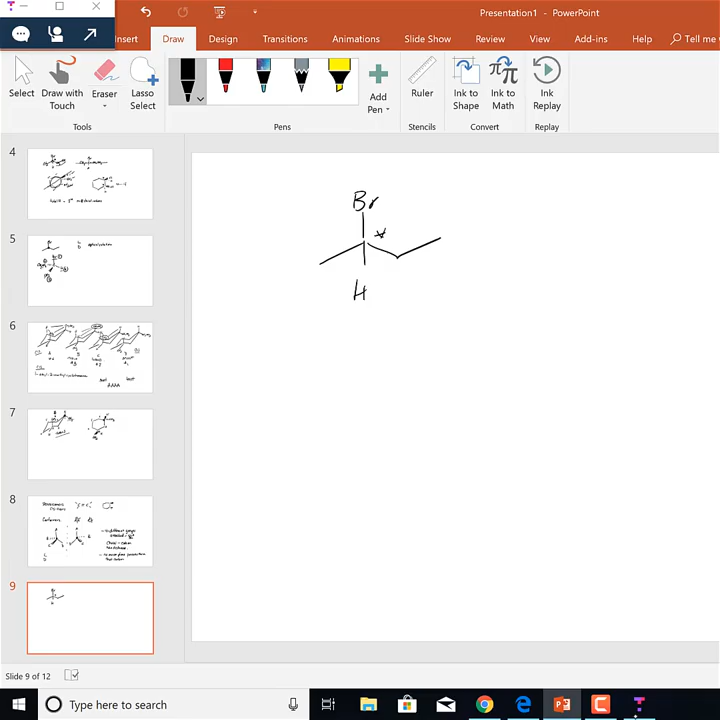 Presentation1 - PowerPoint
Insert Draw Design Transitions Animations Slide Show Review View Add-ins Help Tell me
Select
Draw with Touch
Eraser
Lasso Select
Add Pen
Ruler
Ink to Shape
Ink to Math
Ink Replay
Tools Pens Stencils Convert Replay
4
5
6
7
8
9
Br
*
H
Slide 9 of 12
Type here to search